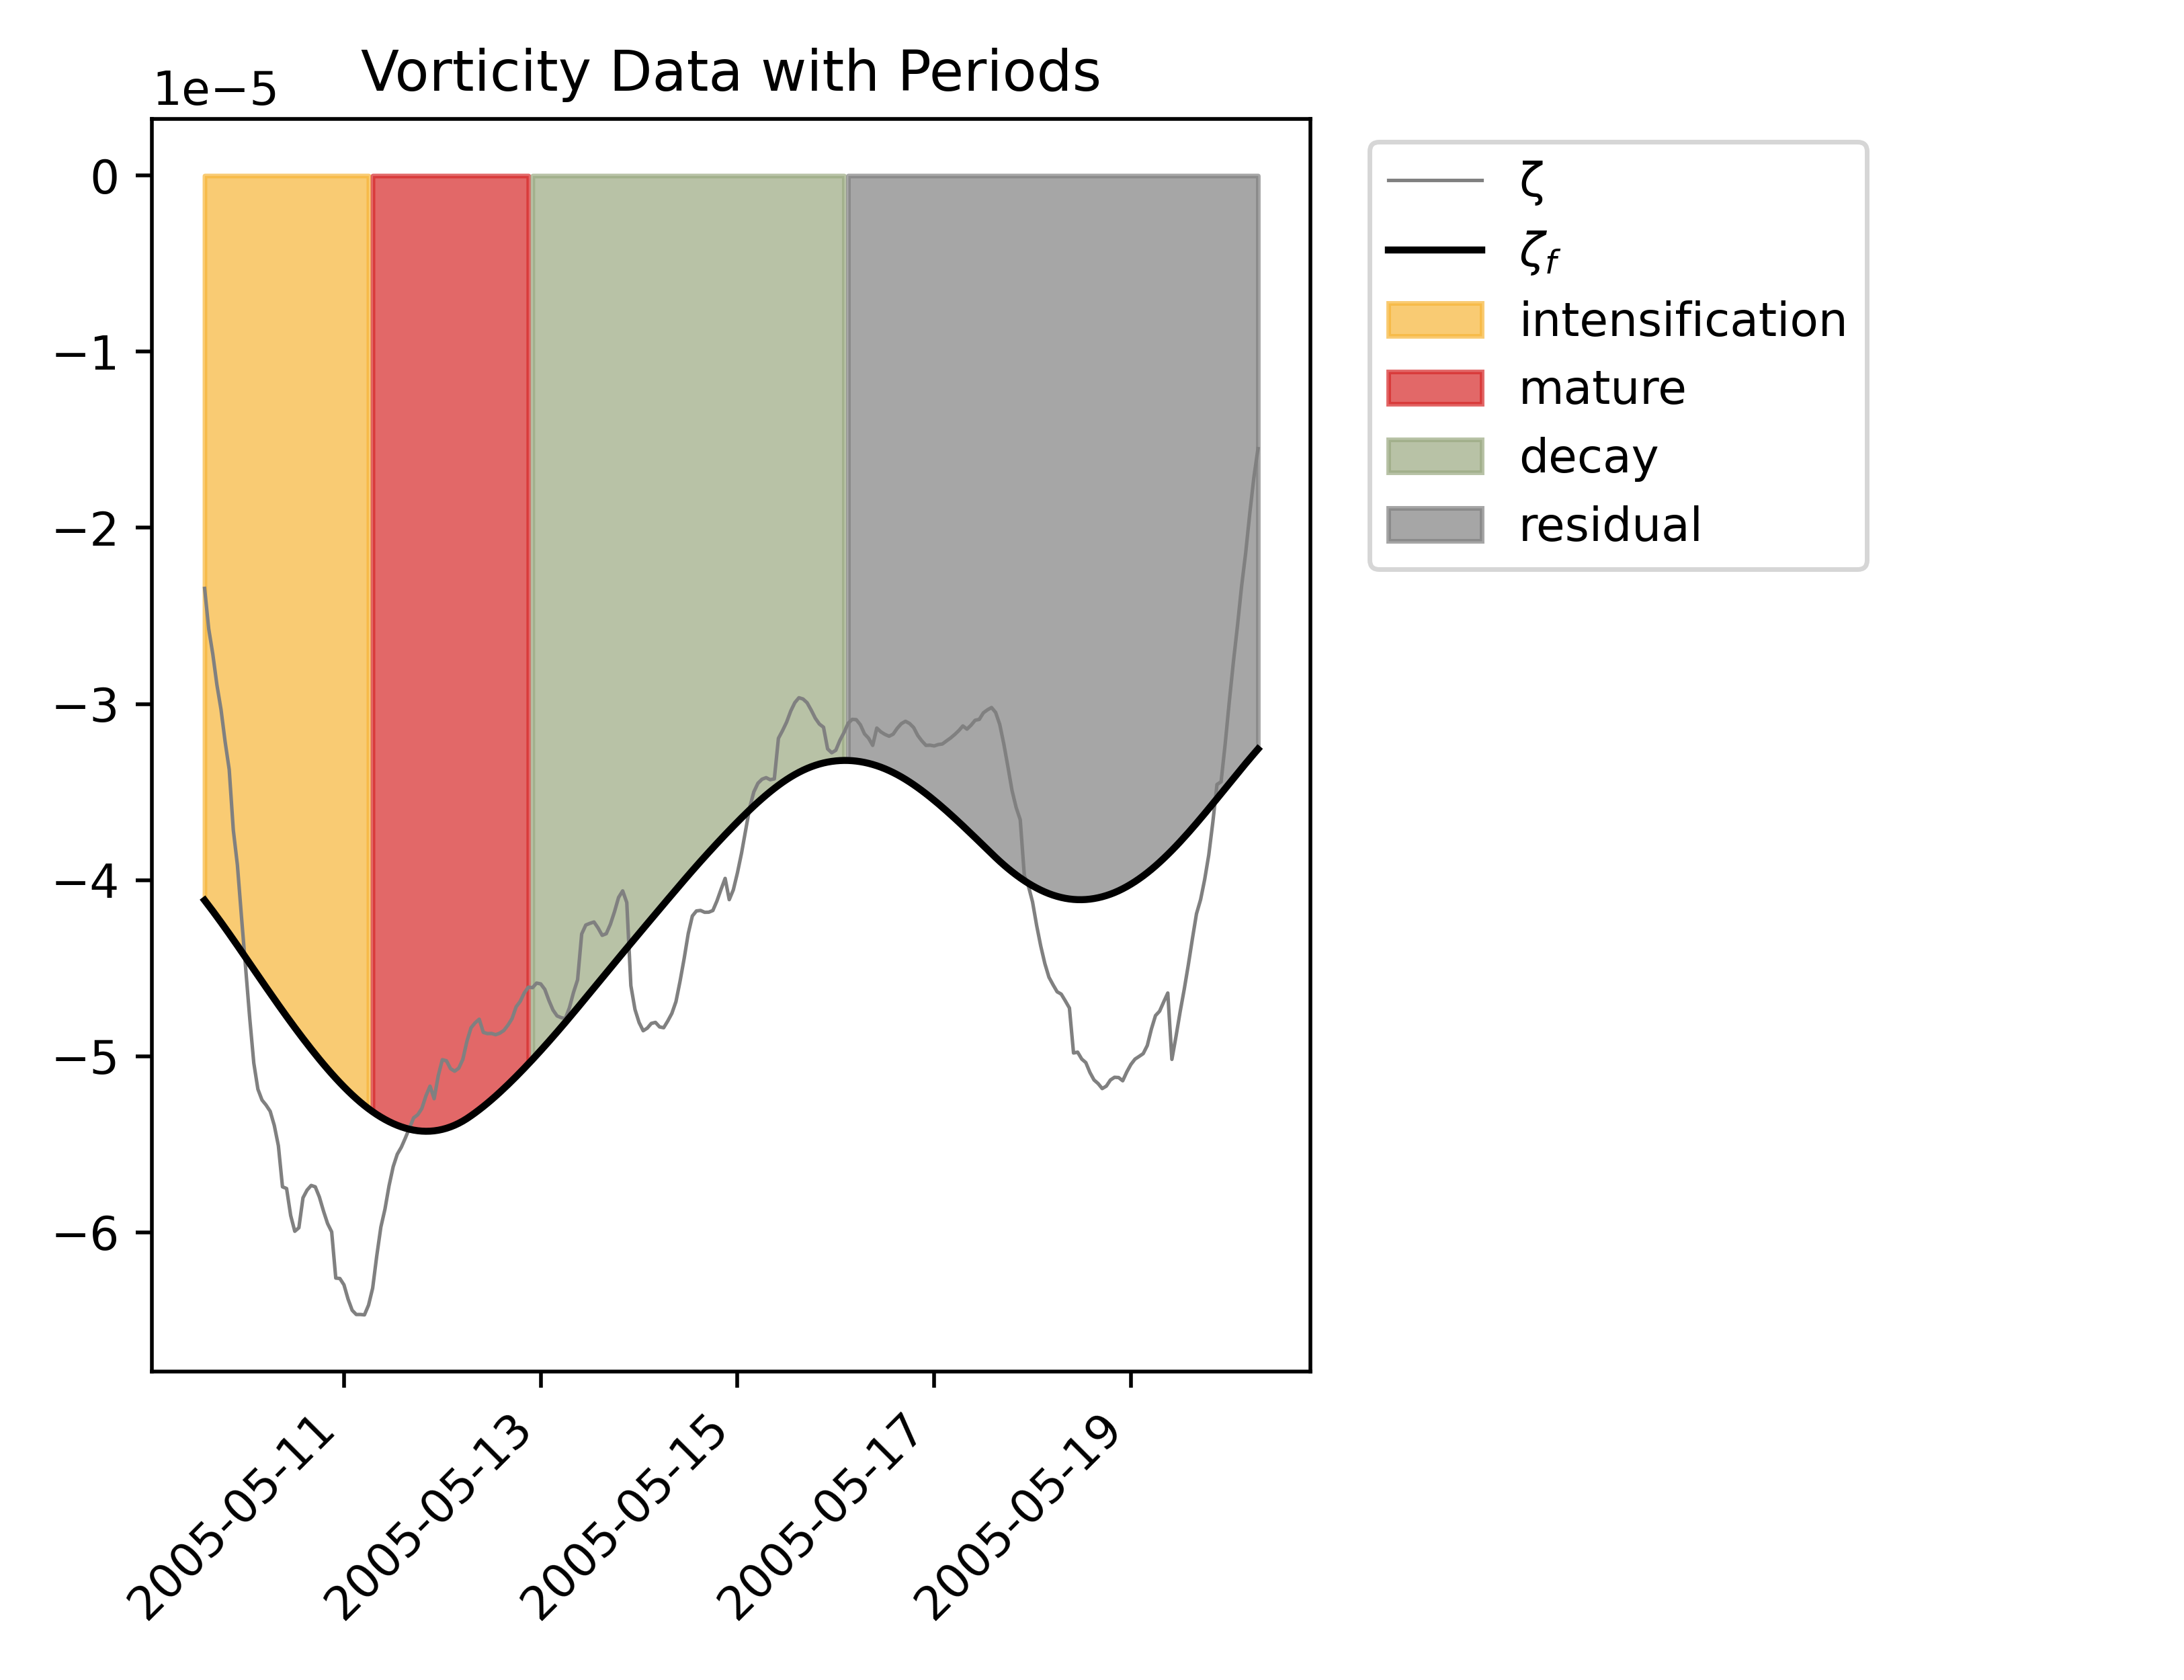 Vorticity Data with Periods
1e−5
0
−1
−2
−3
−4
−5
−6
2005-05-11
2005-05-13
2005-05-15
2005-05-17
2005-05-19
ζ
ζf
intensification
mature
decay
residual